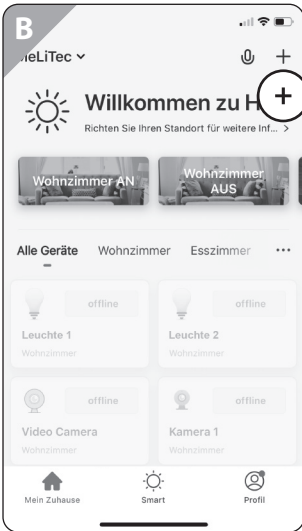 B
MeLiTec
Willkommen zu H
Richten Sie Ihren Standort für weitere Inf... >
Wohnzimmer AN
Wohnzimmer
AUS
Alle Geräte Wohnzimmer Esszimmer ...
offline
offline
Leuchte 1
Leuchte 2
Wohnzimmer
Wohnzimmer
offline
offline
Video Camera
Kamera 1
Wohnzimmer
Wohnzimmer
Mein Zuhause
Smart
Profil